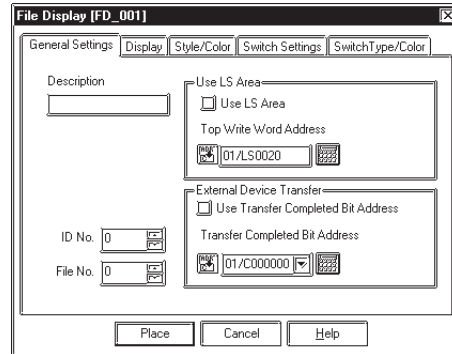 File Display [FD_001]
General Settings Display Style/Color Switch Settings SwitchType/Color
Description
Use LS Area
Use LS Area
Top Write Word Address
01/LS0020
External Device Transfer
Use Transfer Completed Bit Address
Transfer Completed Bit Address
01/C000000
ID No. 0
File No. 0
Place Cancel Help